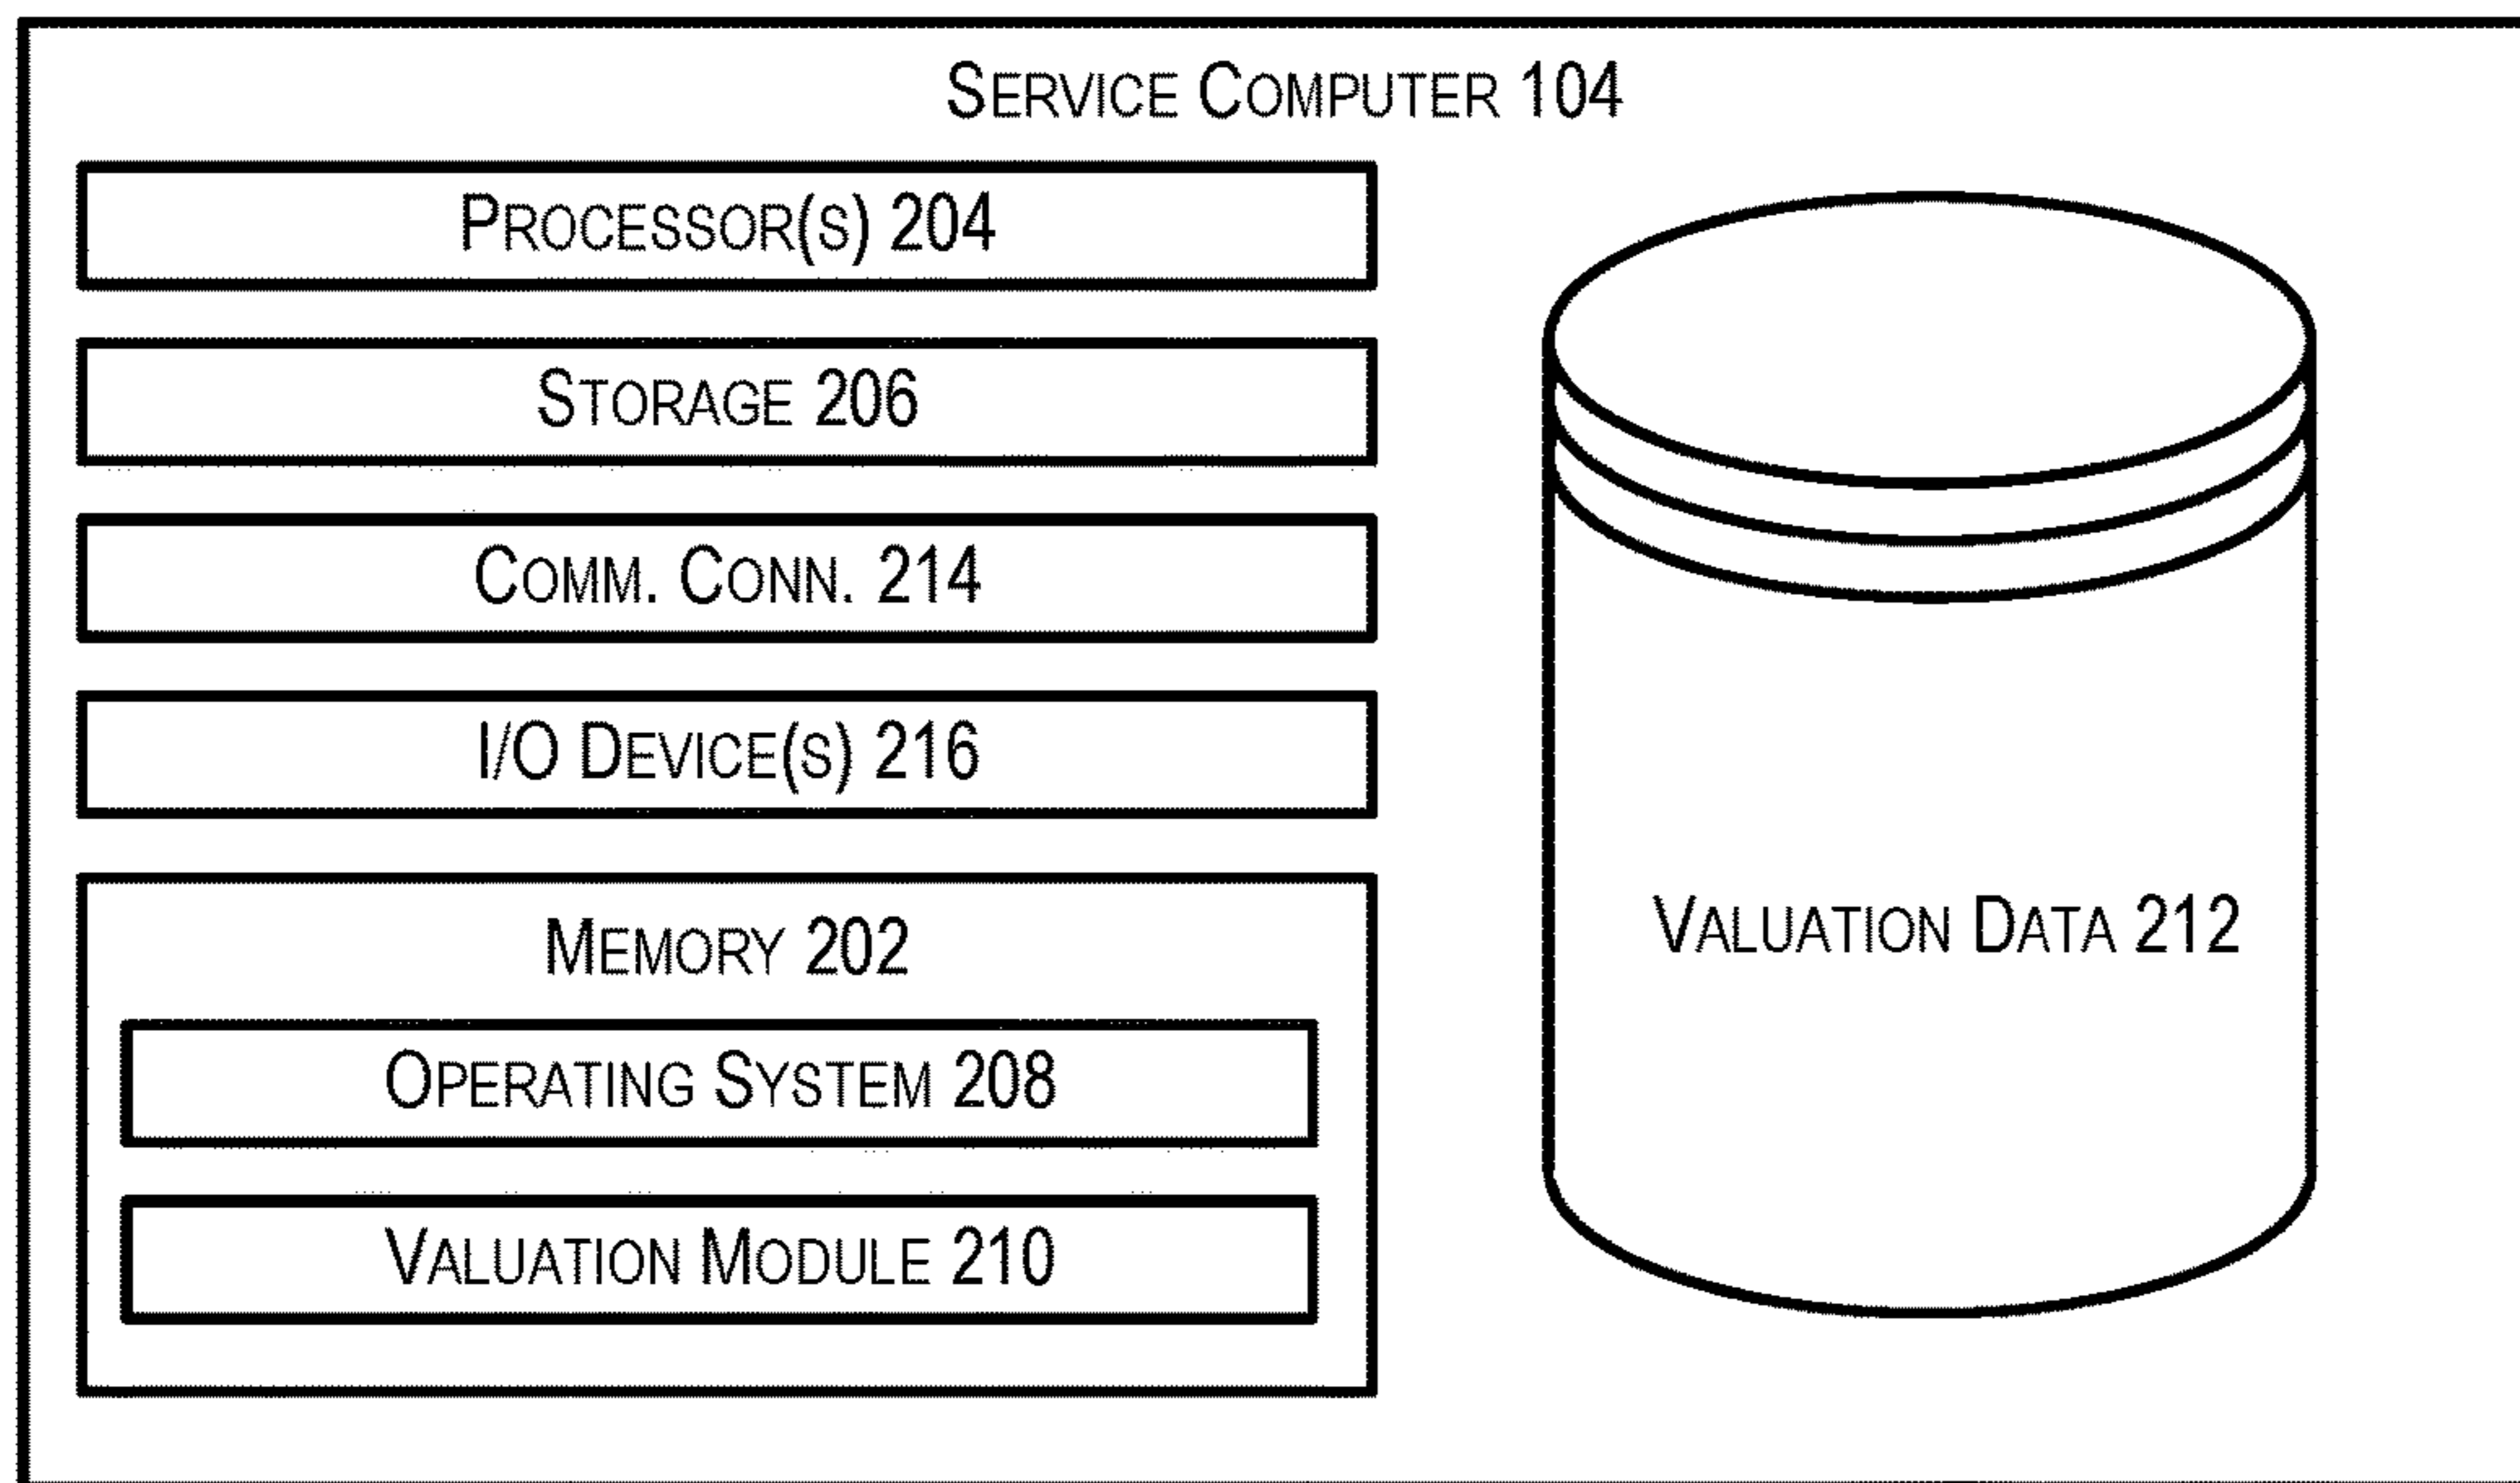 SERVICE COMPUTER 104
PROCESSOR(S) 204
STORAGE 206
COMM. CONN. 214
I/O DEVICE(S) 216
MEMORY 202
OPERATING SYSTEM 208
VALUATION MODULE 210
VALUATION DATA 212